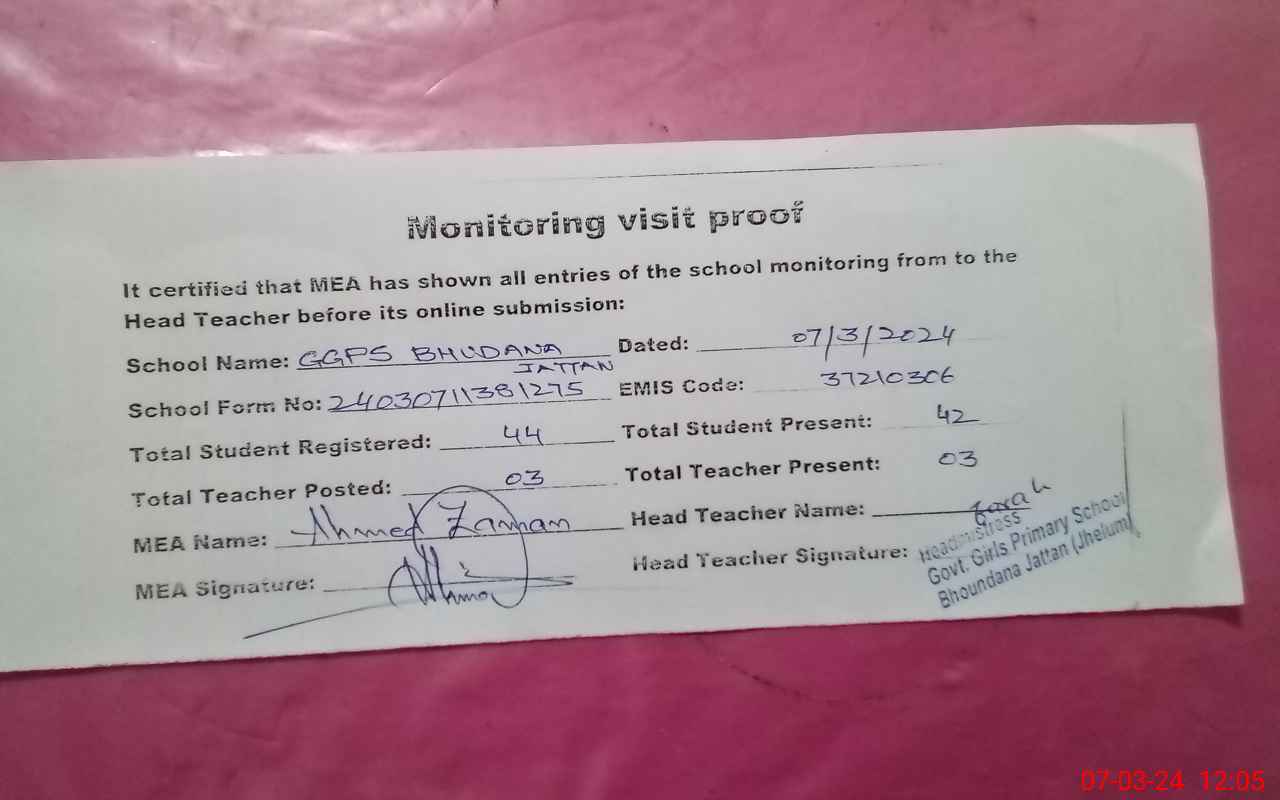 Monitoring visit proof
It certified that MEA has shown all entries of the school monitoring from to the
Head Teacher before its online submission:
School Name: GGPS BHUDANA JATTAN Dated: 07/3/2024
School Form No: 24030711381275 EMIS Code: 37210306
Total Student Registered: 44 Total Student Present: 42
Total Teacher Posted: 03 Total Teacher Present: 03
MEA Name: Ahmed Zaman Head Teacher Name:
MEA Signature: Head Teacher Signature:
Headmistress
Govt. Girls Primary School
Bhoundana Jattan (Jhelum)
07-03-24 12:05